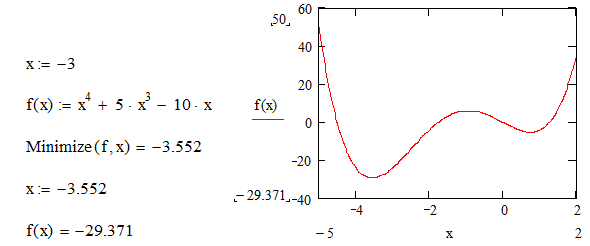 x := −3
f(x) := x⁴ + 5 · x³ − 10 · x
Minimize(f, x) = −3.552
x := −3.552
f(x) = −29.371
50
f(x)
−29.371
60
40
20
0
−20
−40
−4 −2 0 2
−5 x 2